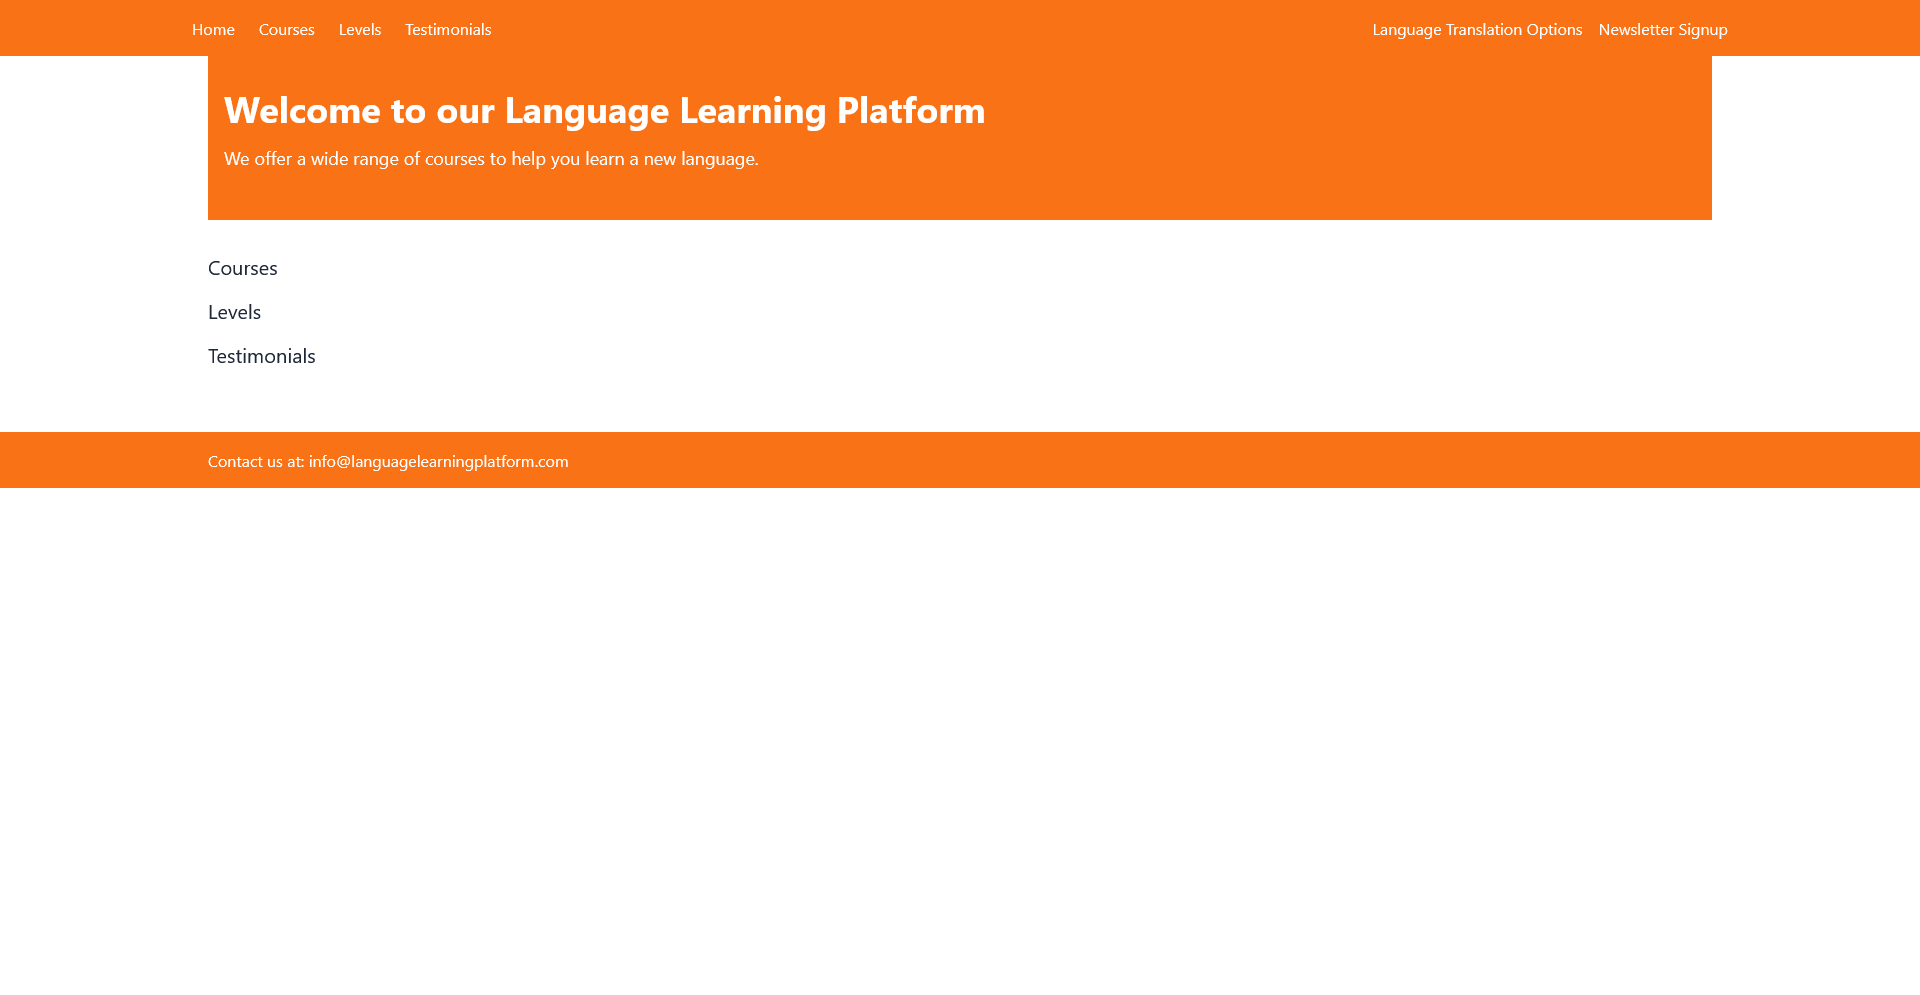 Home Courses Levels Testimonials Language Translation Options Newsletter Signup
Welcome to our Language Learning Platform
We offer a wide range of courses to help you learn a new language.
Courses
Levels
Testimonials
Contact us at: info@languagelearningplatform.com